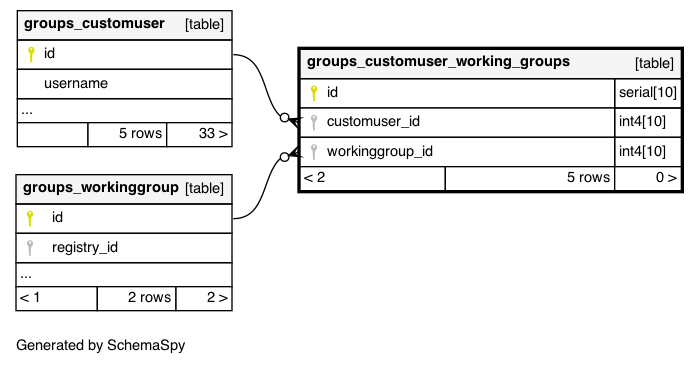 groups_customuser [table]
id
username
...
5 rows 33 >
groups_customuser_working_groups [table]
id serial[10]
customuser_id int4[10]
workinggroup_id int4[10]
< 2 5 rows 0 >
groups_workinggroup [table]
id
registry_id
...
< 1 2 rows 2 >
Generated by SchemaSpy